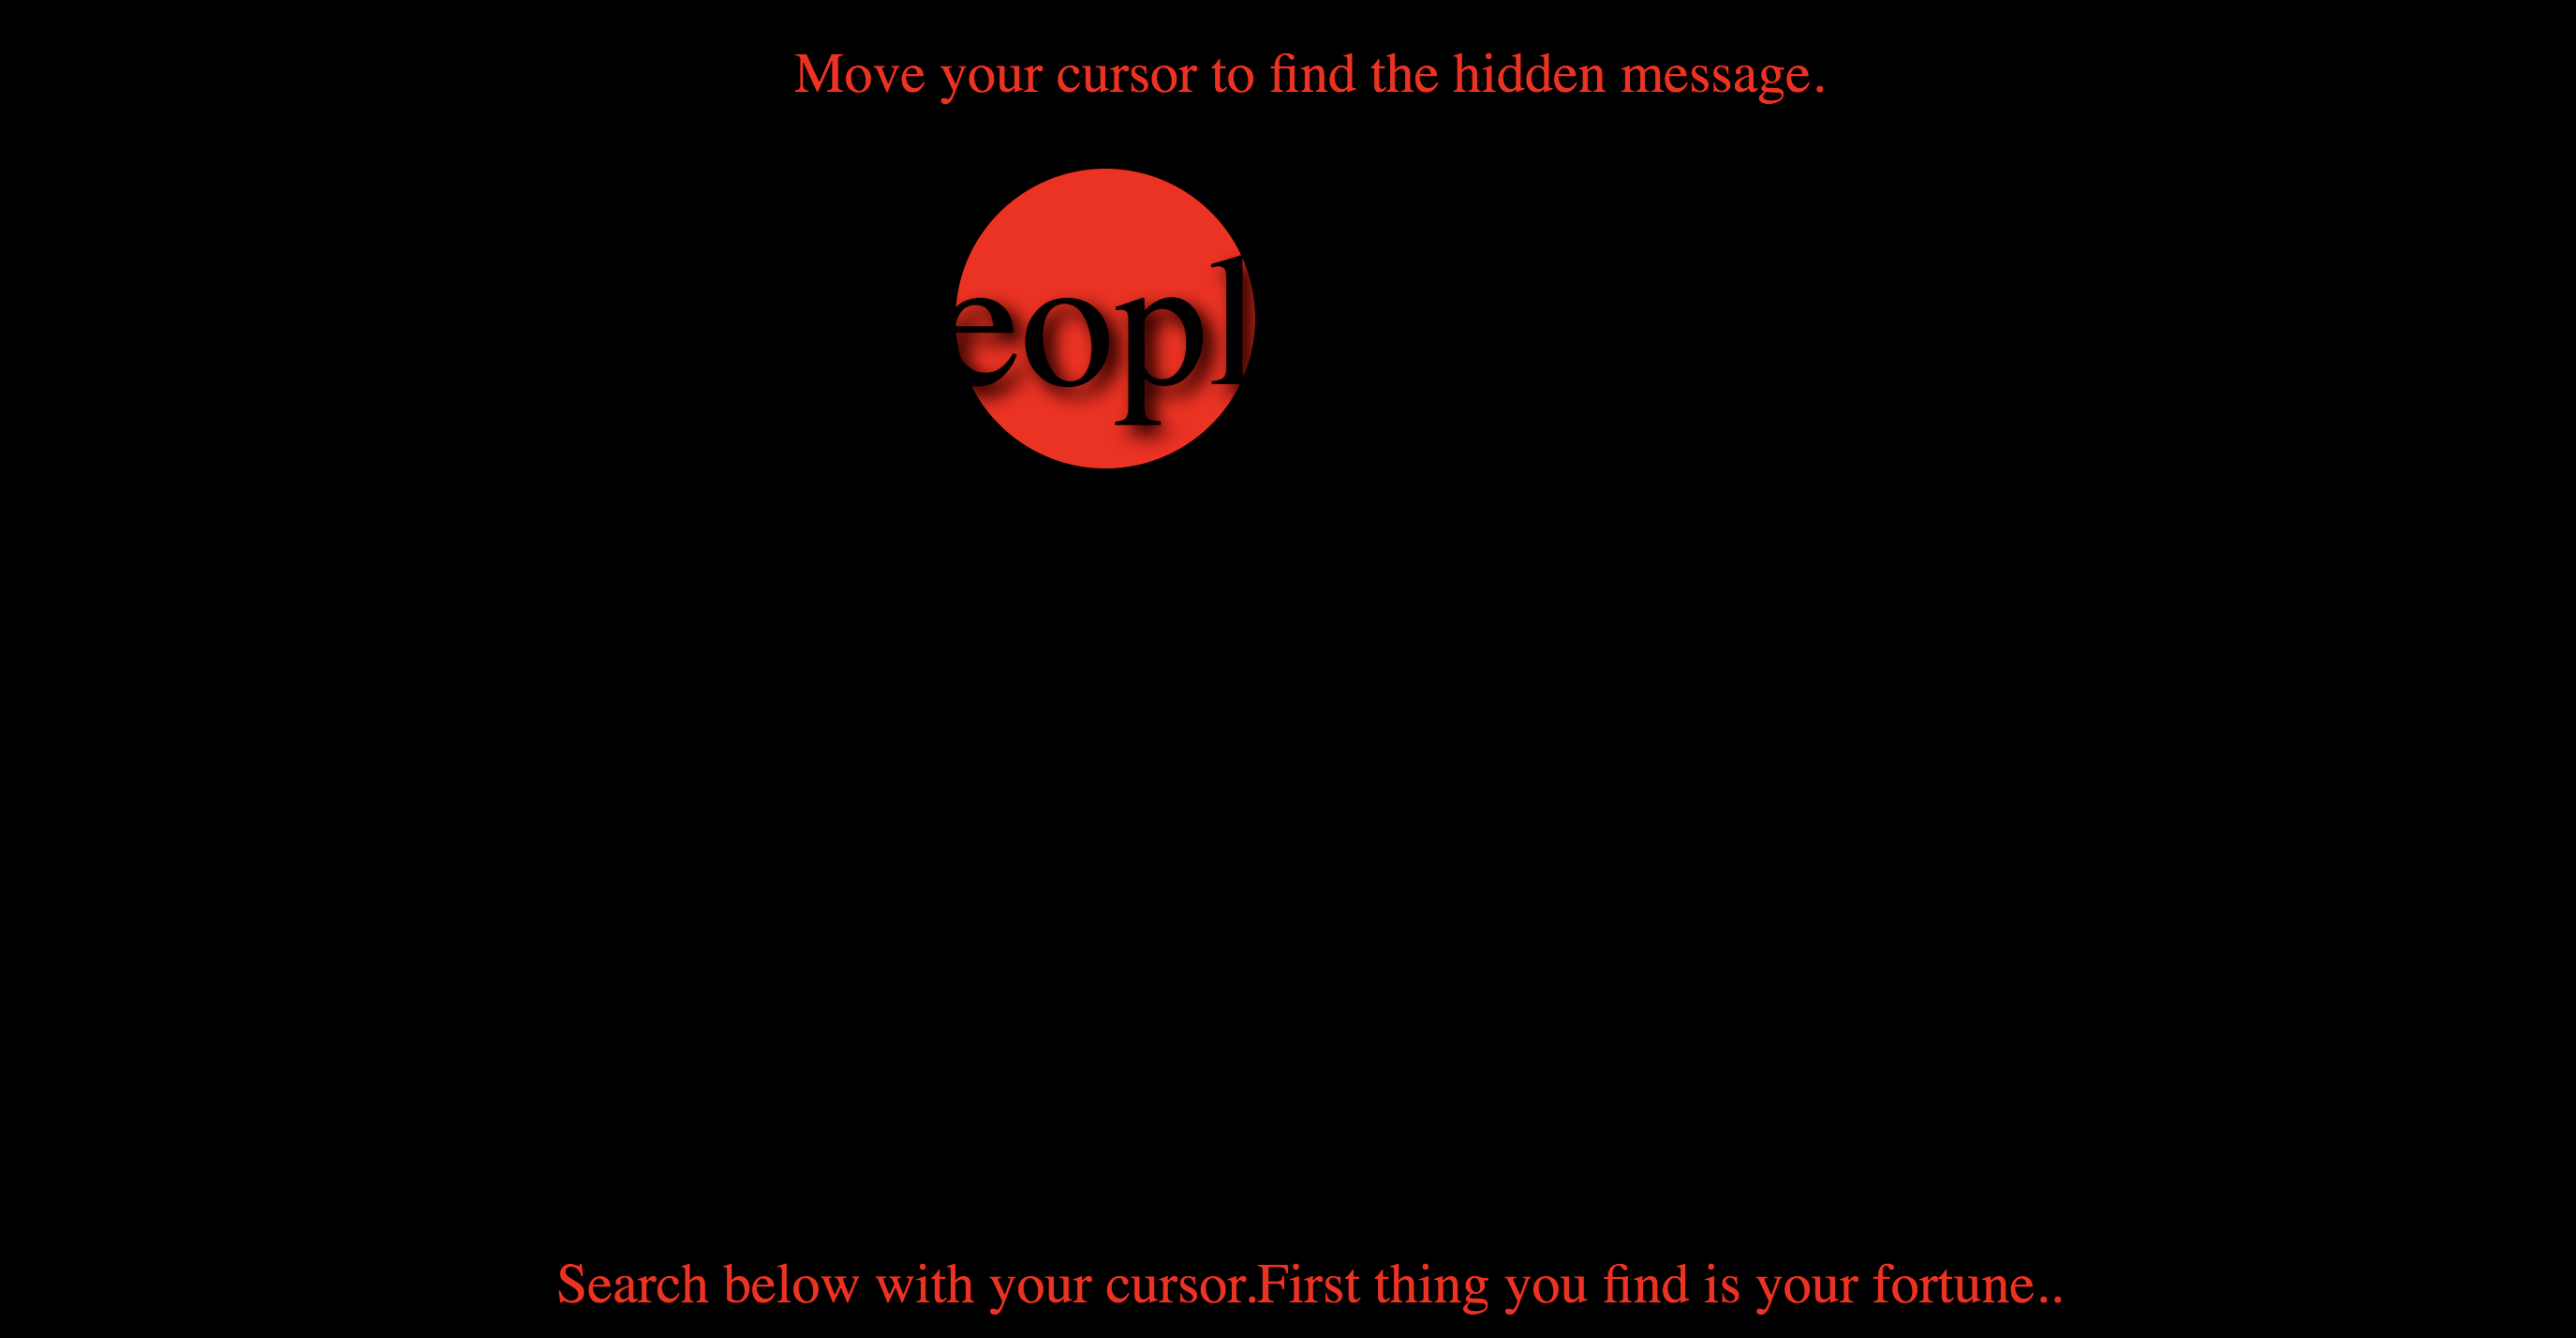 Move your cursor to find the hidden message.
eopl
Search below with your cursor.First thing you find is your fortune..